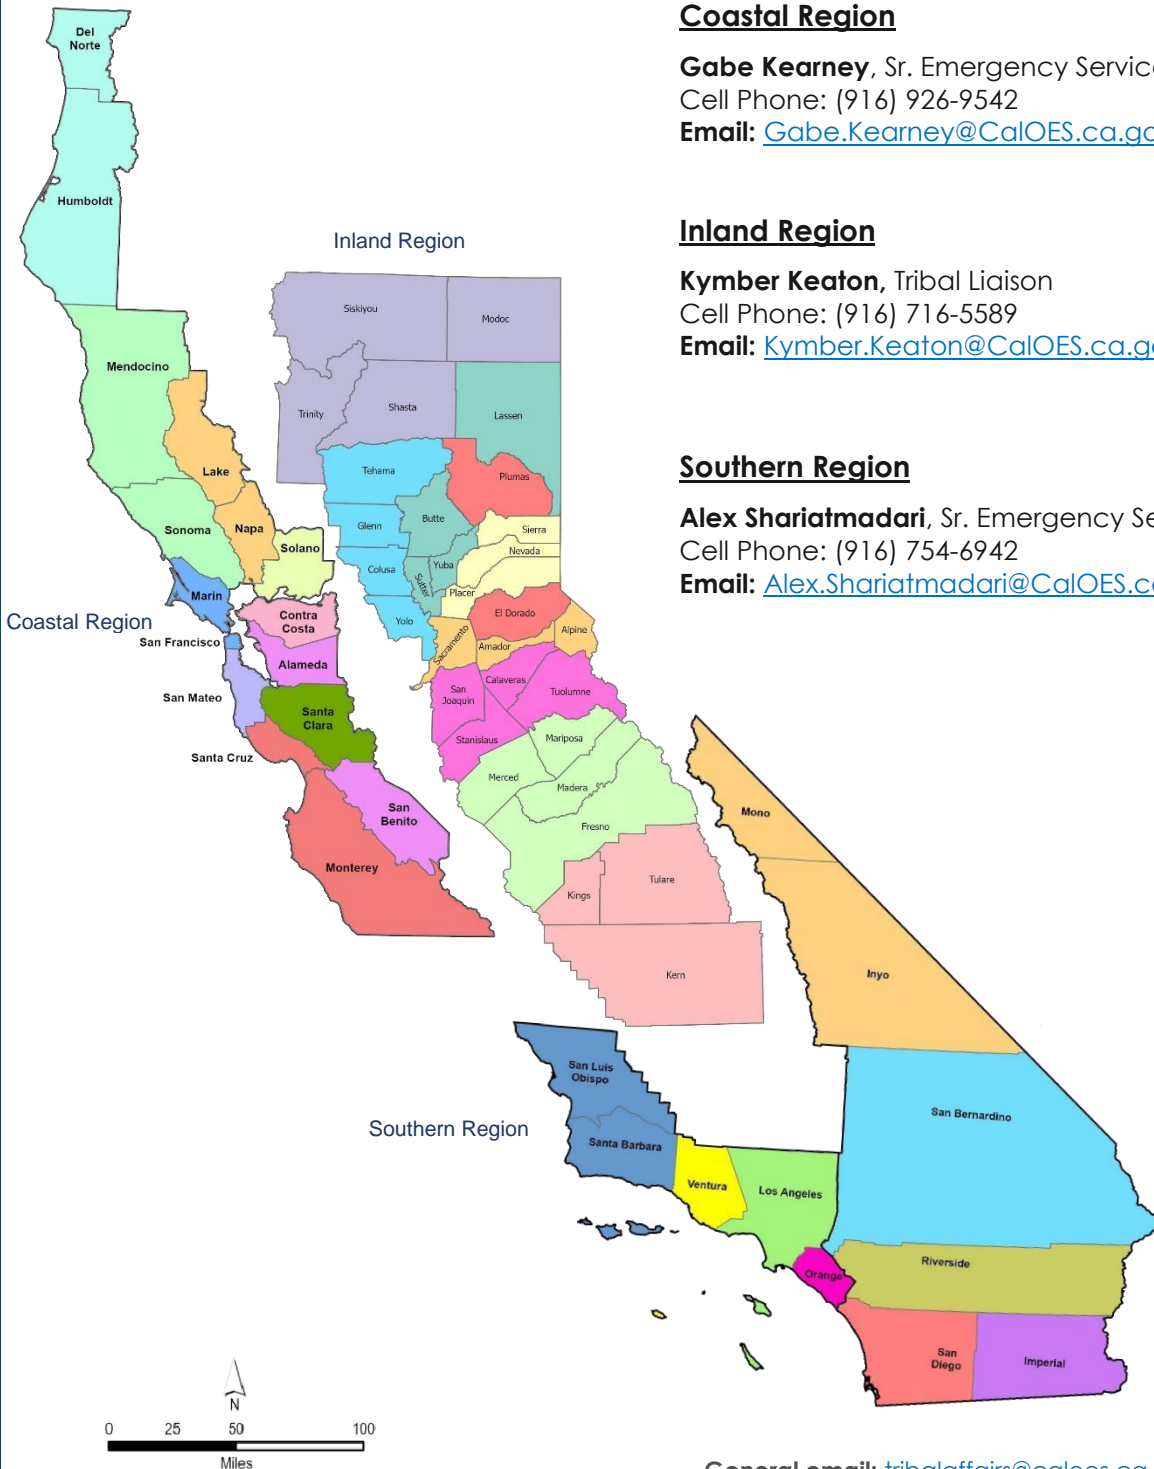 Coastal Region
Gabe Kearney, Sr. Emergency Servic
Cell Phone: (916) 926-9542
Email: Gabe.Kearney@CalOES.ca.go
Inland Region
Kymber Keaton, Tribal Liaison
Cell Phone: (916) 716-5589
Email: Kymber.Keaton@CalOES.ca.go
Southern Region
Alex Shariatmadari, Sr. Emergency Se
Cell Phone: (916) 754-6942
Email: Alex.Shariatmadari@CalOES.c
Del
Norte
Humboldt
Mendocino
Lake
Sonoma
Napa
Solano
Marin
Coastal Region
Contra
Costa
San Francisco
Alameda
San Mateo
Santa
Clara
Santa Cruz
San
Benito
Monterey
Inland Region
Siskiyou
Modoc
Trinity
Shasta
Lassen
Tehama
Plumas
Glenn
Butte
Sierra
Nevada
Colusa
Sutter
Yuba
Placer
Yolo
El Dorado
Sacramento
Amador
Alpine
San
Joaquin
Calaveras
Tuolumne
Stanislaus
Mariposa
Merced
Madera
Fresno
Kings
Tulare
Kern
Mono
Inyo
San Luis
Obispo
Southern Region
Santa Barbara
Ventura
Los Angeles
San Bernardino
Orange
Riverside
San
Diego
Imperial
N
0 25 50 100
Miles
General email: tribalaffairs@caloes.ca